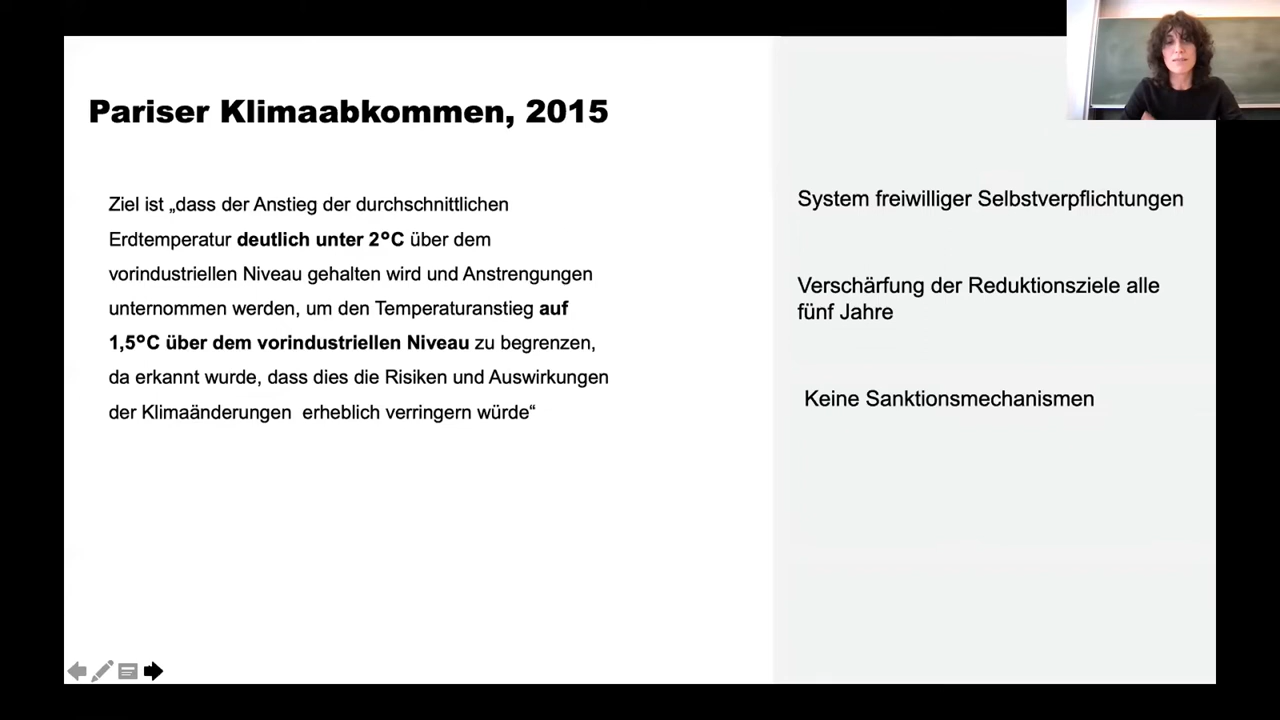 Pariser Klimaabkommen, 2015
Ziel ist „dass der Anstieg der durchschnittlichen
Erdtemperatur deutlich unter 2°C über dem
vorindustriellen Niveau gehalten wird und Anstrengungen
unternommen werden, um den Temperaturanstieg auf
1,5°C über dem vorindustriellen Niveau zu begrenzen,
da erkannt wurde, dass dies die Risiken und Auswirkungen
der Klimaänderungen  erheblich verringern würde“
System freiwilliger Selbstverpflichtungen
Verschärfung der Reduktionsziele alle
fünf Jahre
Keine Sanktionsmechanismen